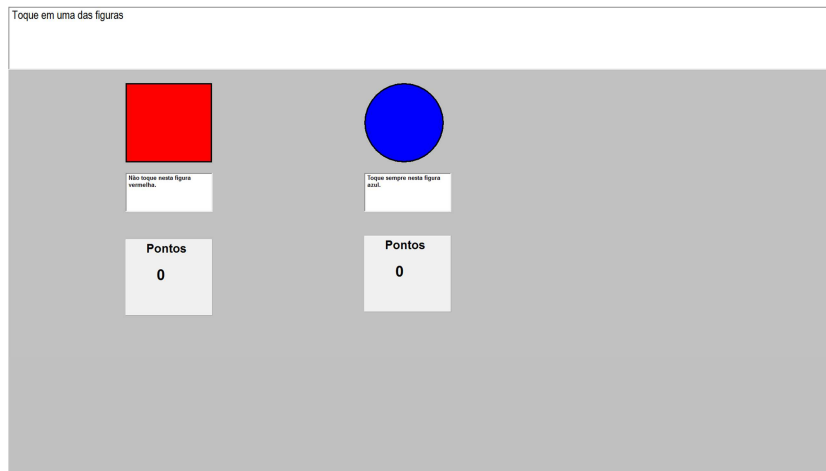 Toque em uma das figuras
Não toque nesta figura
vermelha.
Toque sempre nesta figura
azul.
Pontos
0
Pontos
0